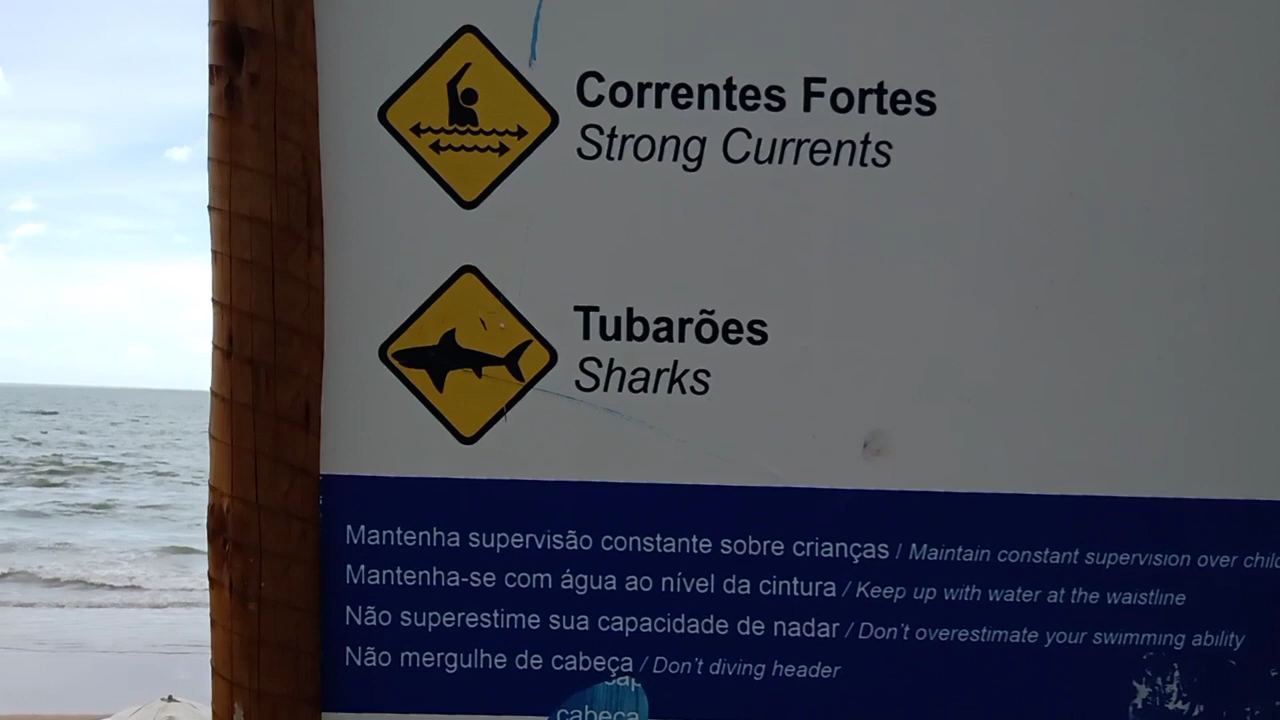 Correntes Fortes
Strong Currents
Tubarões
Sharks
Mantenha supervisão constante sobre crianças / Maintain constant supervision over
Mantenha-se com água ao nível da cintura / Keep up with water at the waistline
Não superestime sua capacidade de nadar / Don't overestimate your swimming ability
Não mergulhe de cabeça / Don't diving header
cabeça